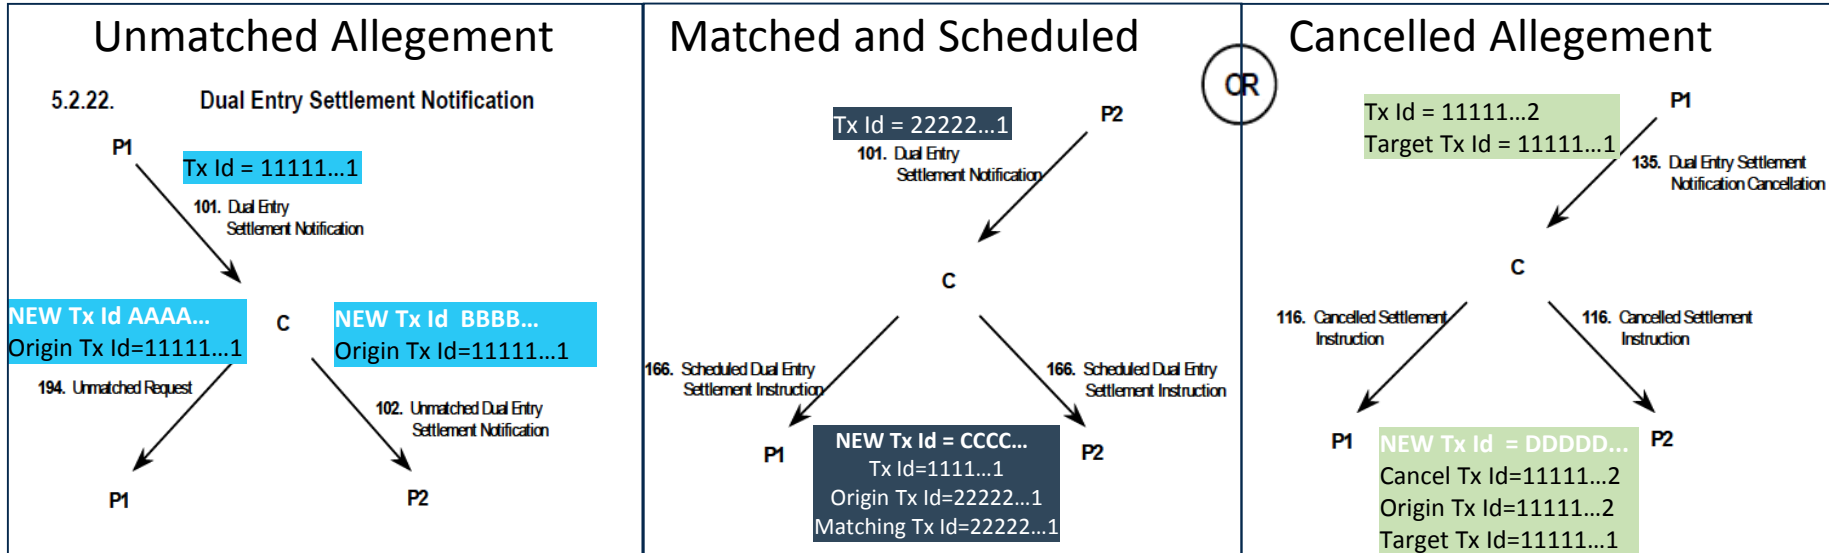 Unmatched Allegement
5.2.22. Dual Entry Settlement Notification
P1
Tx Id = 11111...1
101. Dual Entry
Settlement Notification
NEW Tx Id AAAA...
Origin Tx Id=11111...1
C
NEW Tx Id BBBB...
Origin Tx Id=11111...1
194. Unmatched Request
102. Unmatched Dual Entry
Settlement Notification
P1
P2
Matched and Scheduled
P2
Tx Id = 22222...1
101. Dual Entry
Settlement Notification
C
166. Scheduled Dual Entry
Settlement Instruction
166. Scheduled Dual Entry
Settlement Instruction
P1
NEW Tx Id = CCCC...
Tx Id=1111...1
Origin Tx Id=22222...1
Matching Tx Id=22222...1
P2
OR
Cancelled Allegement
P1
Tx Id = 11111...2
Target Tx Id = 11111...1
135. Dual Entry Settlement
Notification Cancellation
C
116. Cancelled Settlement
Instruction
116. Cancelled Settlement
Instruction
P1
NEW Tx Id = DDDDD...
Cancel Tx Id=11111...2
Origin Tx Id=11111...2
Target Tx Id=11111...1
P2